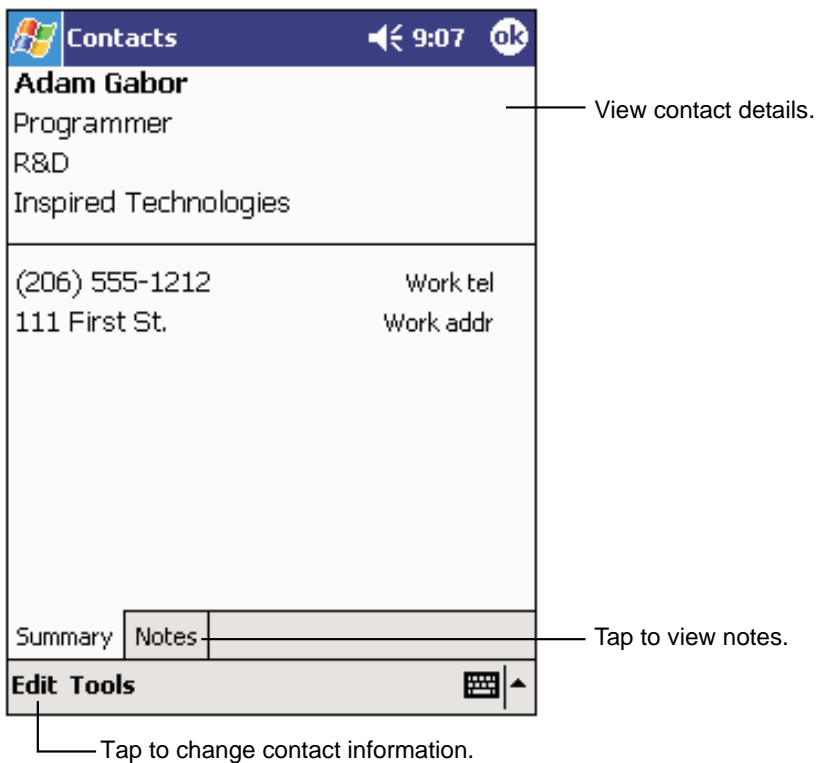 Contacts 9:07 ok
Adam Gabor
Programmer
R&D
Inspired Technologies
View contact details.
(206) 555-1212 Work tel
111 First St. Work addr
Summary Notes
Tap to view notes.
Edit Tools
Tap to change contact information.